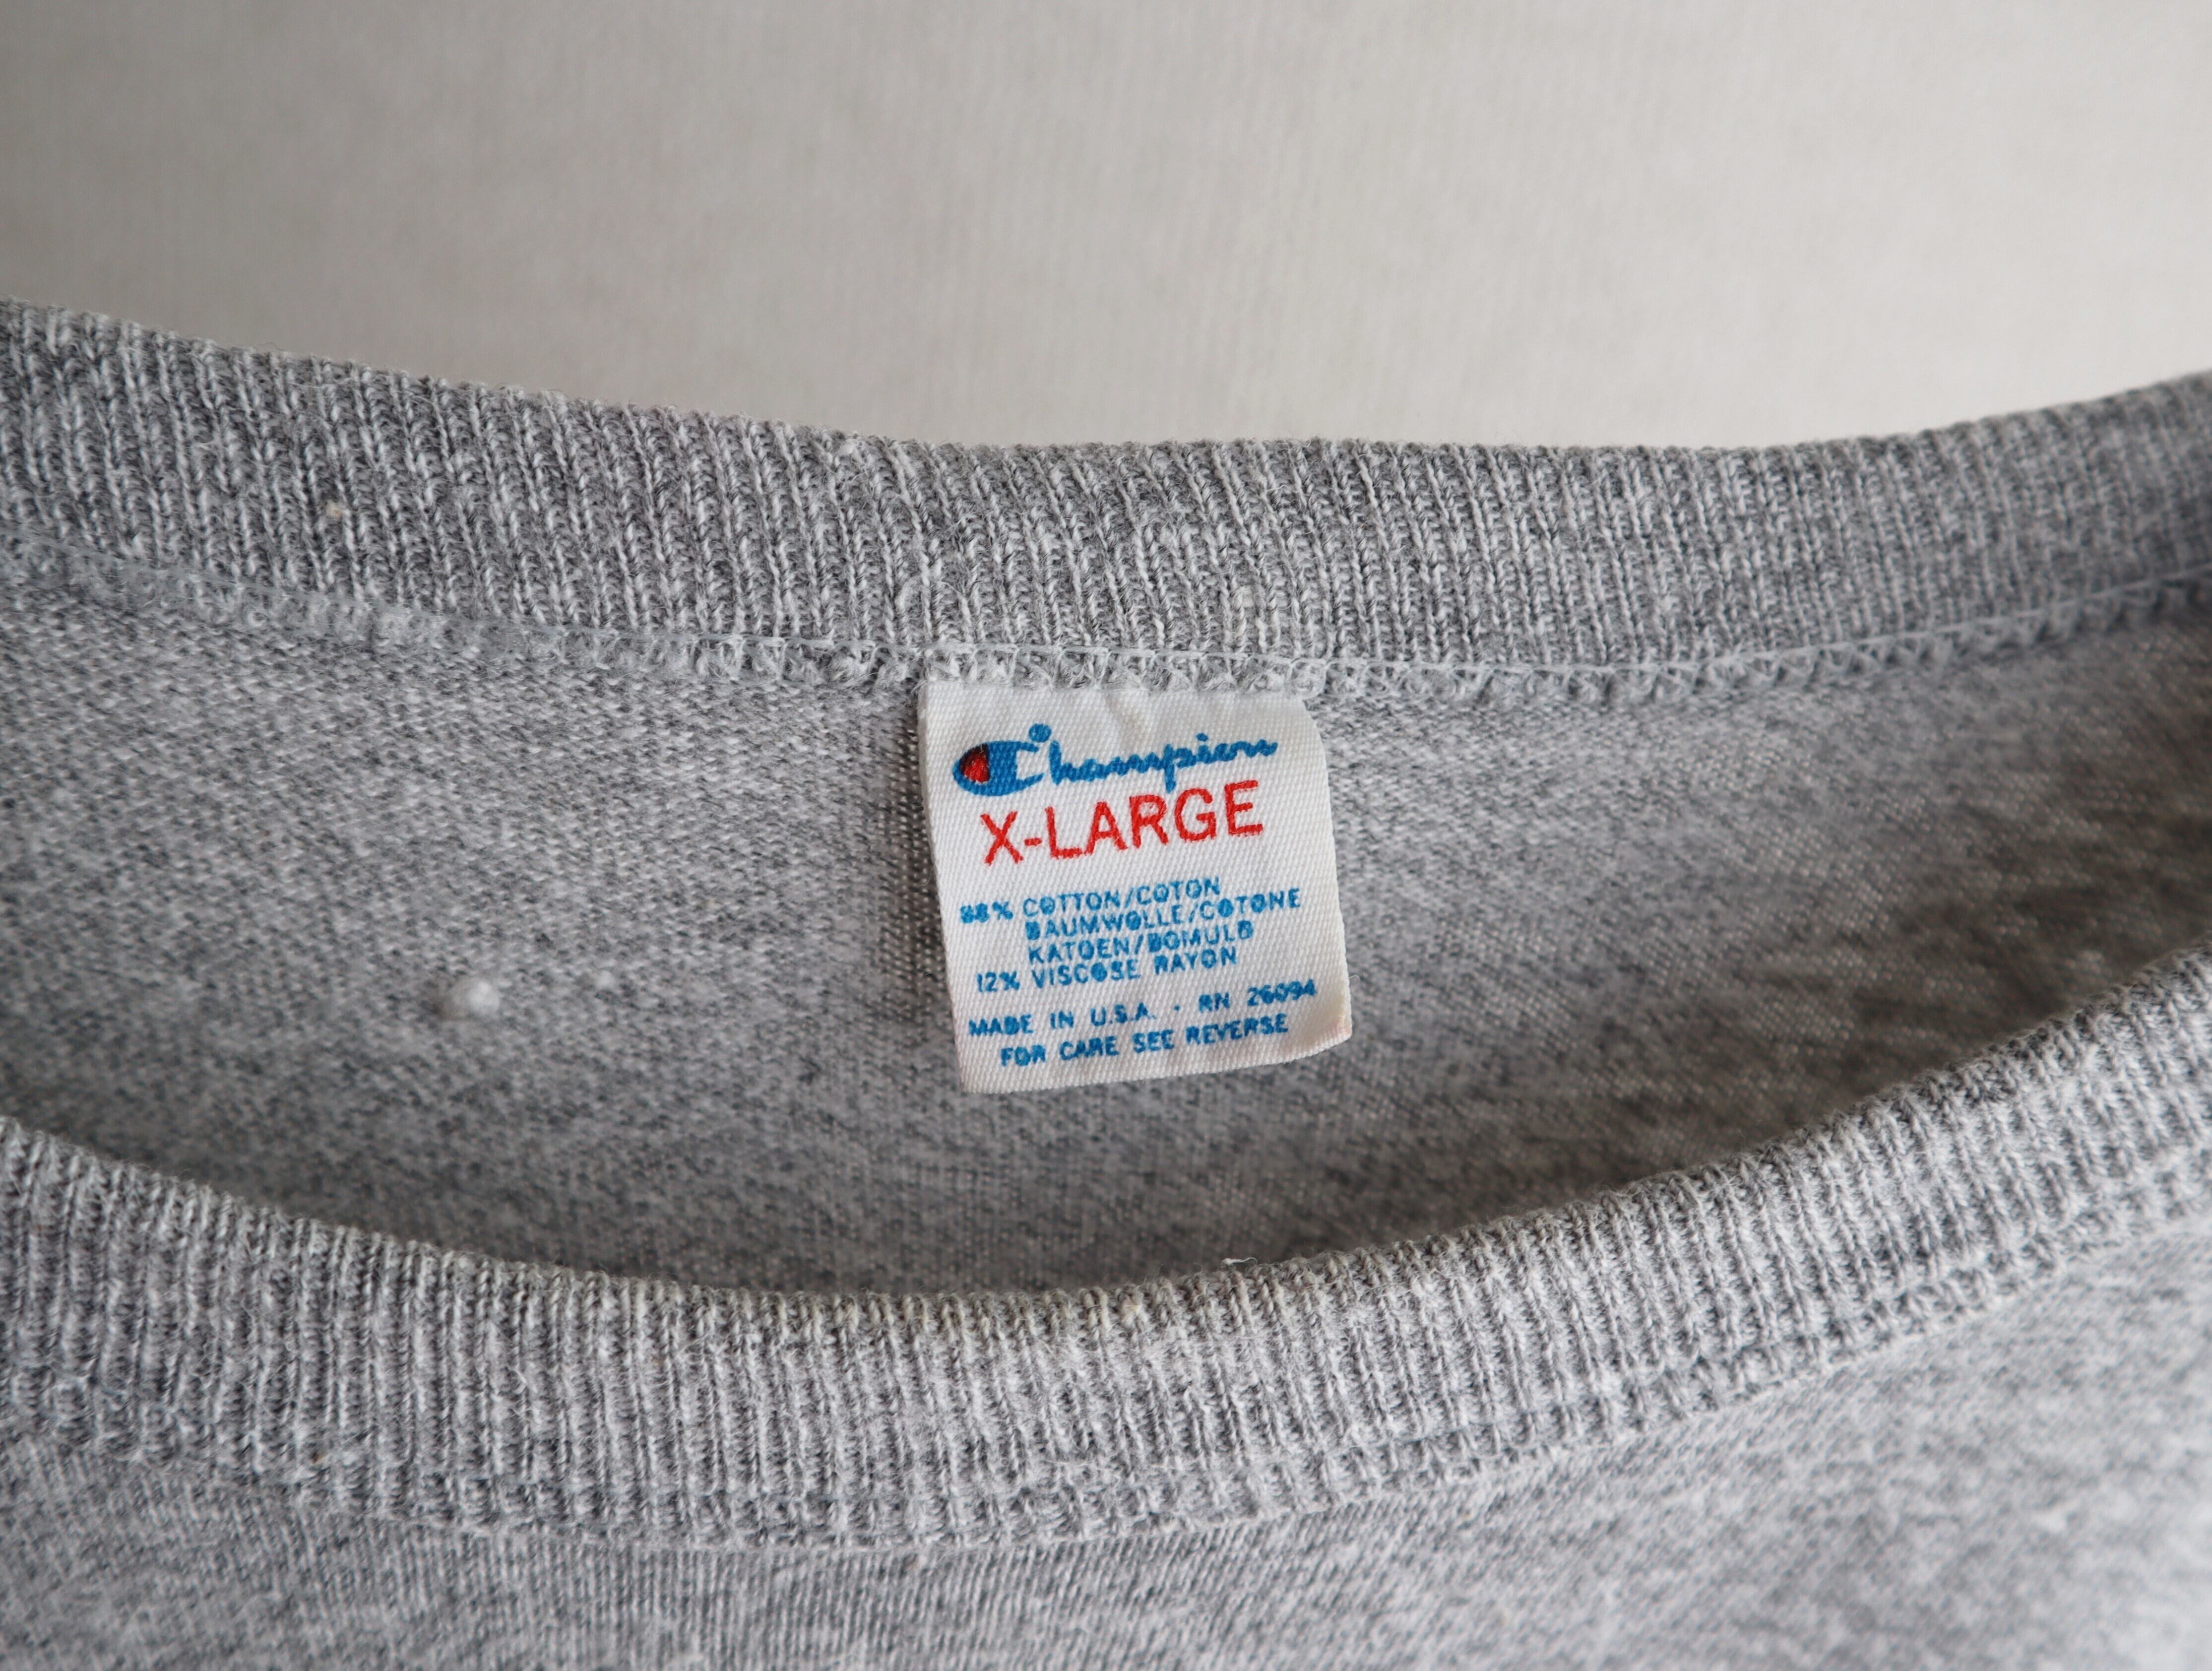 Champion
X-LARGE
88% COTTON/COTON
BAUMWOLLE/COTONE
KATOEN/BOMULD
12% VISCOSE RAYON
MADE IN U.S.A. · RN 26094
FOR CARE SEE REVERSE